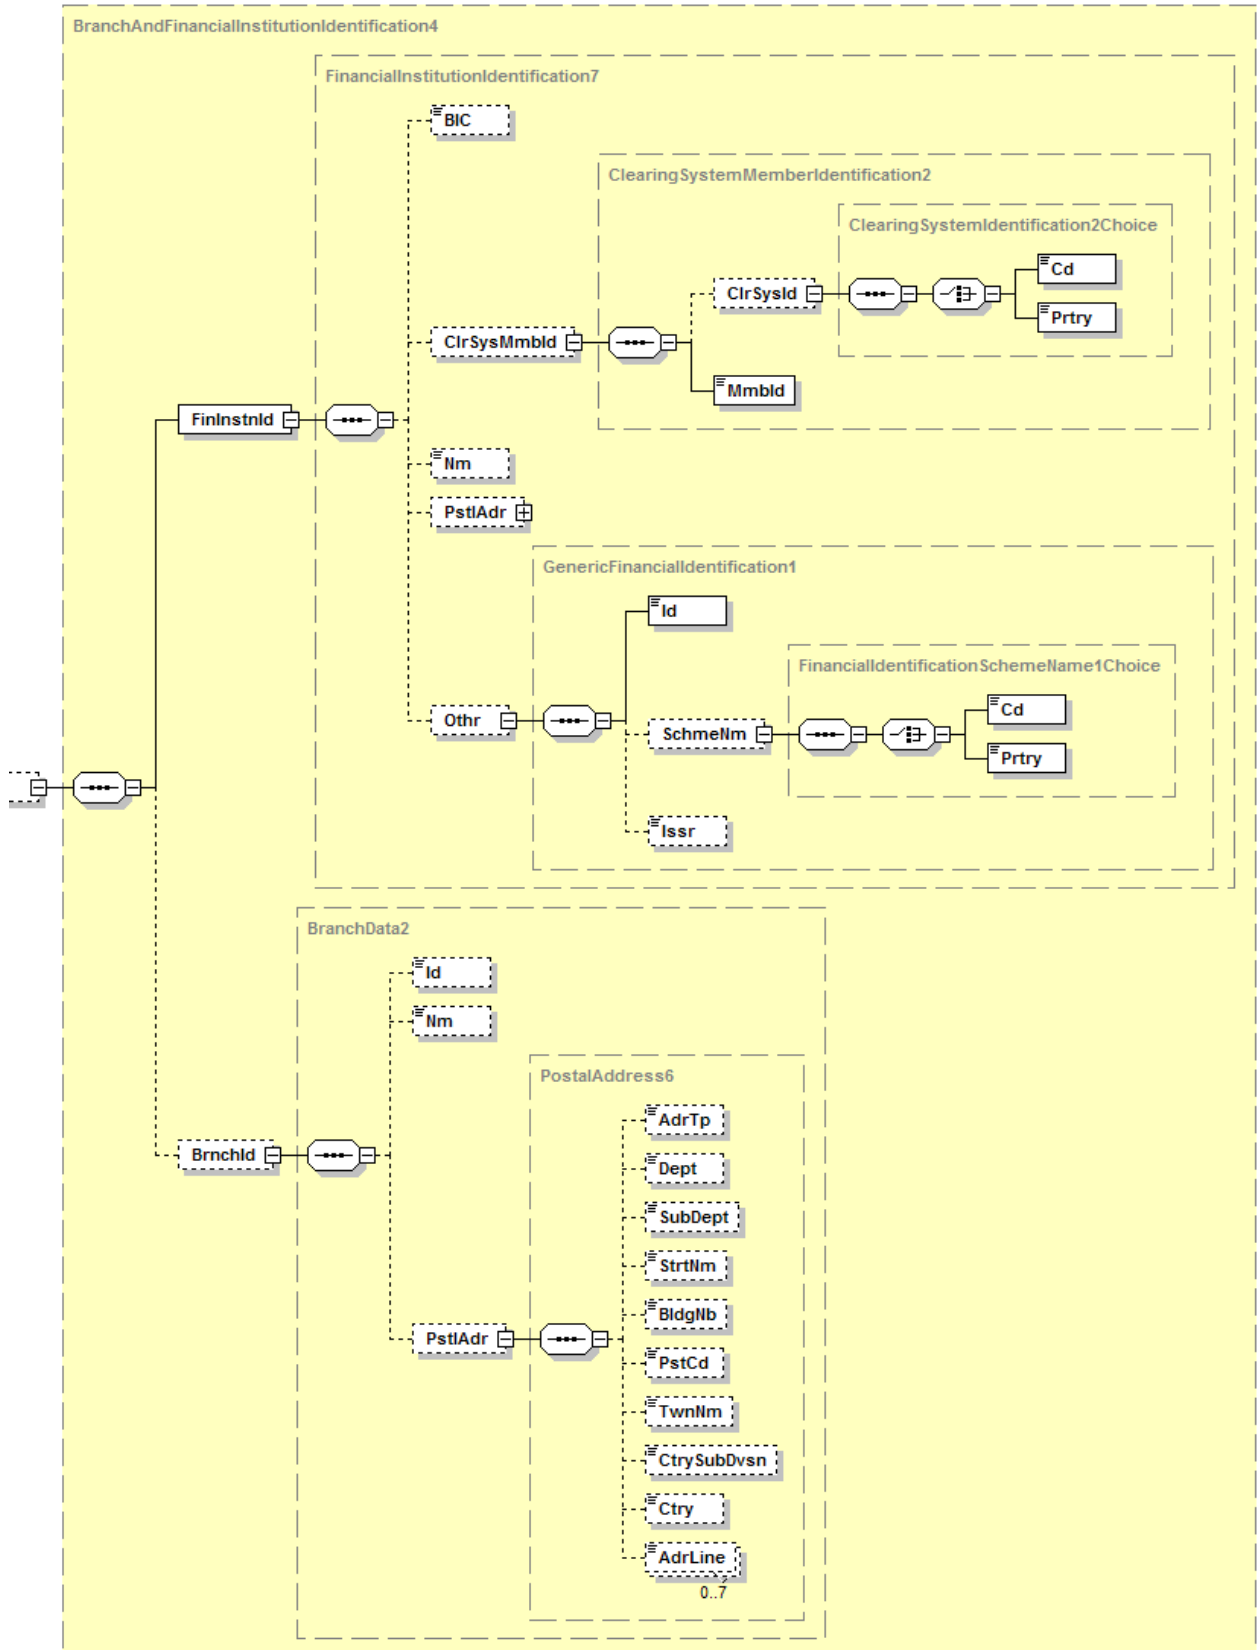 BranchAndFinancialInstitutionIdentification4
FinancialInstitutionIdentification7
BIC
ClearingSystemMemberIdentification2
ClearingSystemIdentification2Choice
Cd
ClrSysId
Prtry
ClrSysMmbId
MmbId
FinInstnId
Nm
PstlAdr
GenericFinancialIdentification1
Id
FinancialIdentificationSchemeName1Choice
Cd
Othr
SchmeNm
Prtry
Issr
BranchData2
Id
Nm
PostalAddress6
AdrTp
BrnchId
Dept
SubDept
StrtNm
BldgNb
PstlAdr
PstCd
TwnNm
CtrySubDvsn
Ctry
AdrLine
0..7